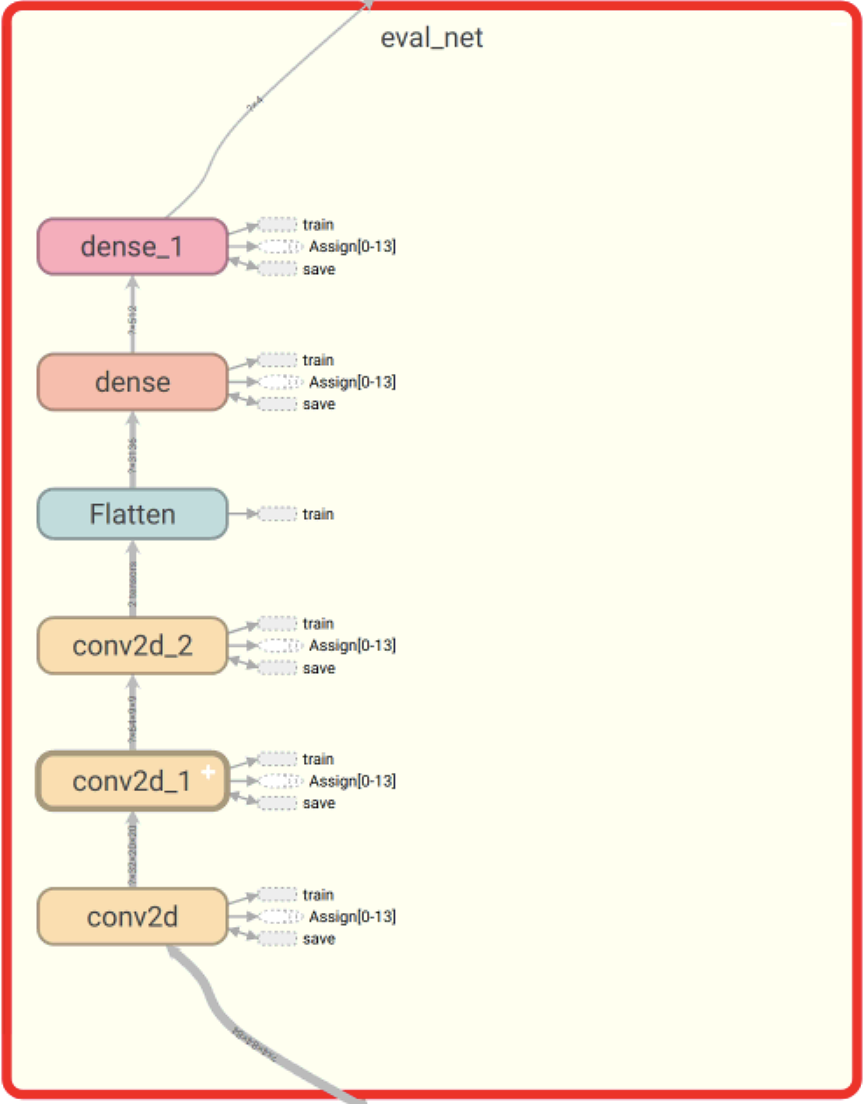 eval_net
?×4
dense_1
train
Assign[0-13]
save
?×512
dense
train
Assign[0-13]
save
?×3136
Flatten
train
2 tensors
conv2d_2
train
Assign[0-13]
save
?×64×9×9
conv2d_1
train
Assign[0-13]
save
?×32×20×20
conv2d
train
Assign[0-13]
save
?×4×84×84